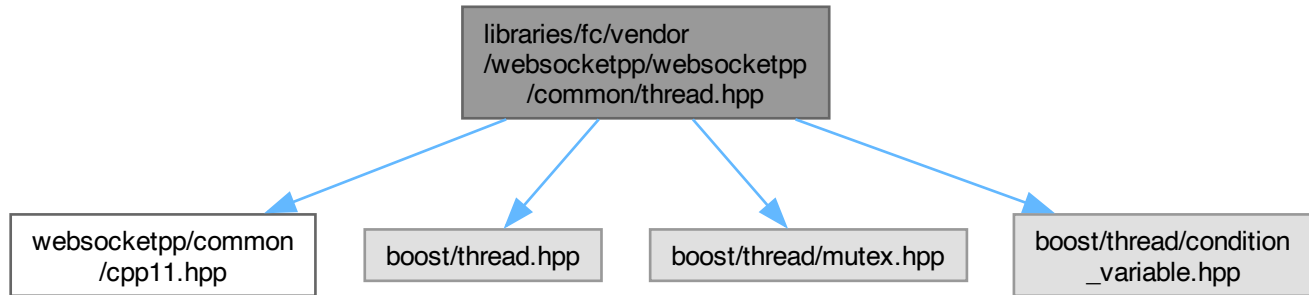 libraries/fc/vendor
/websocketpp/websocketpp
/common/thread.hpp
websocketpp/common
/cpp11.hpp
boost/thread.hpp
boost/thread/mutex.hpp
boost/thread/condition
_variable.hpp